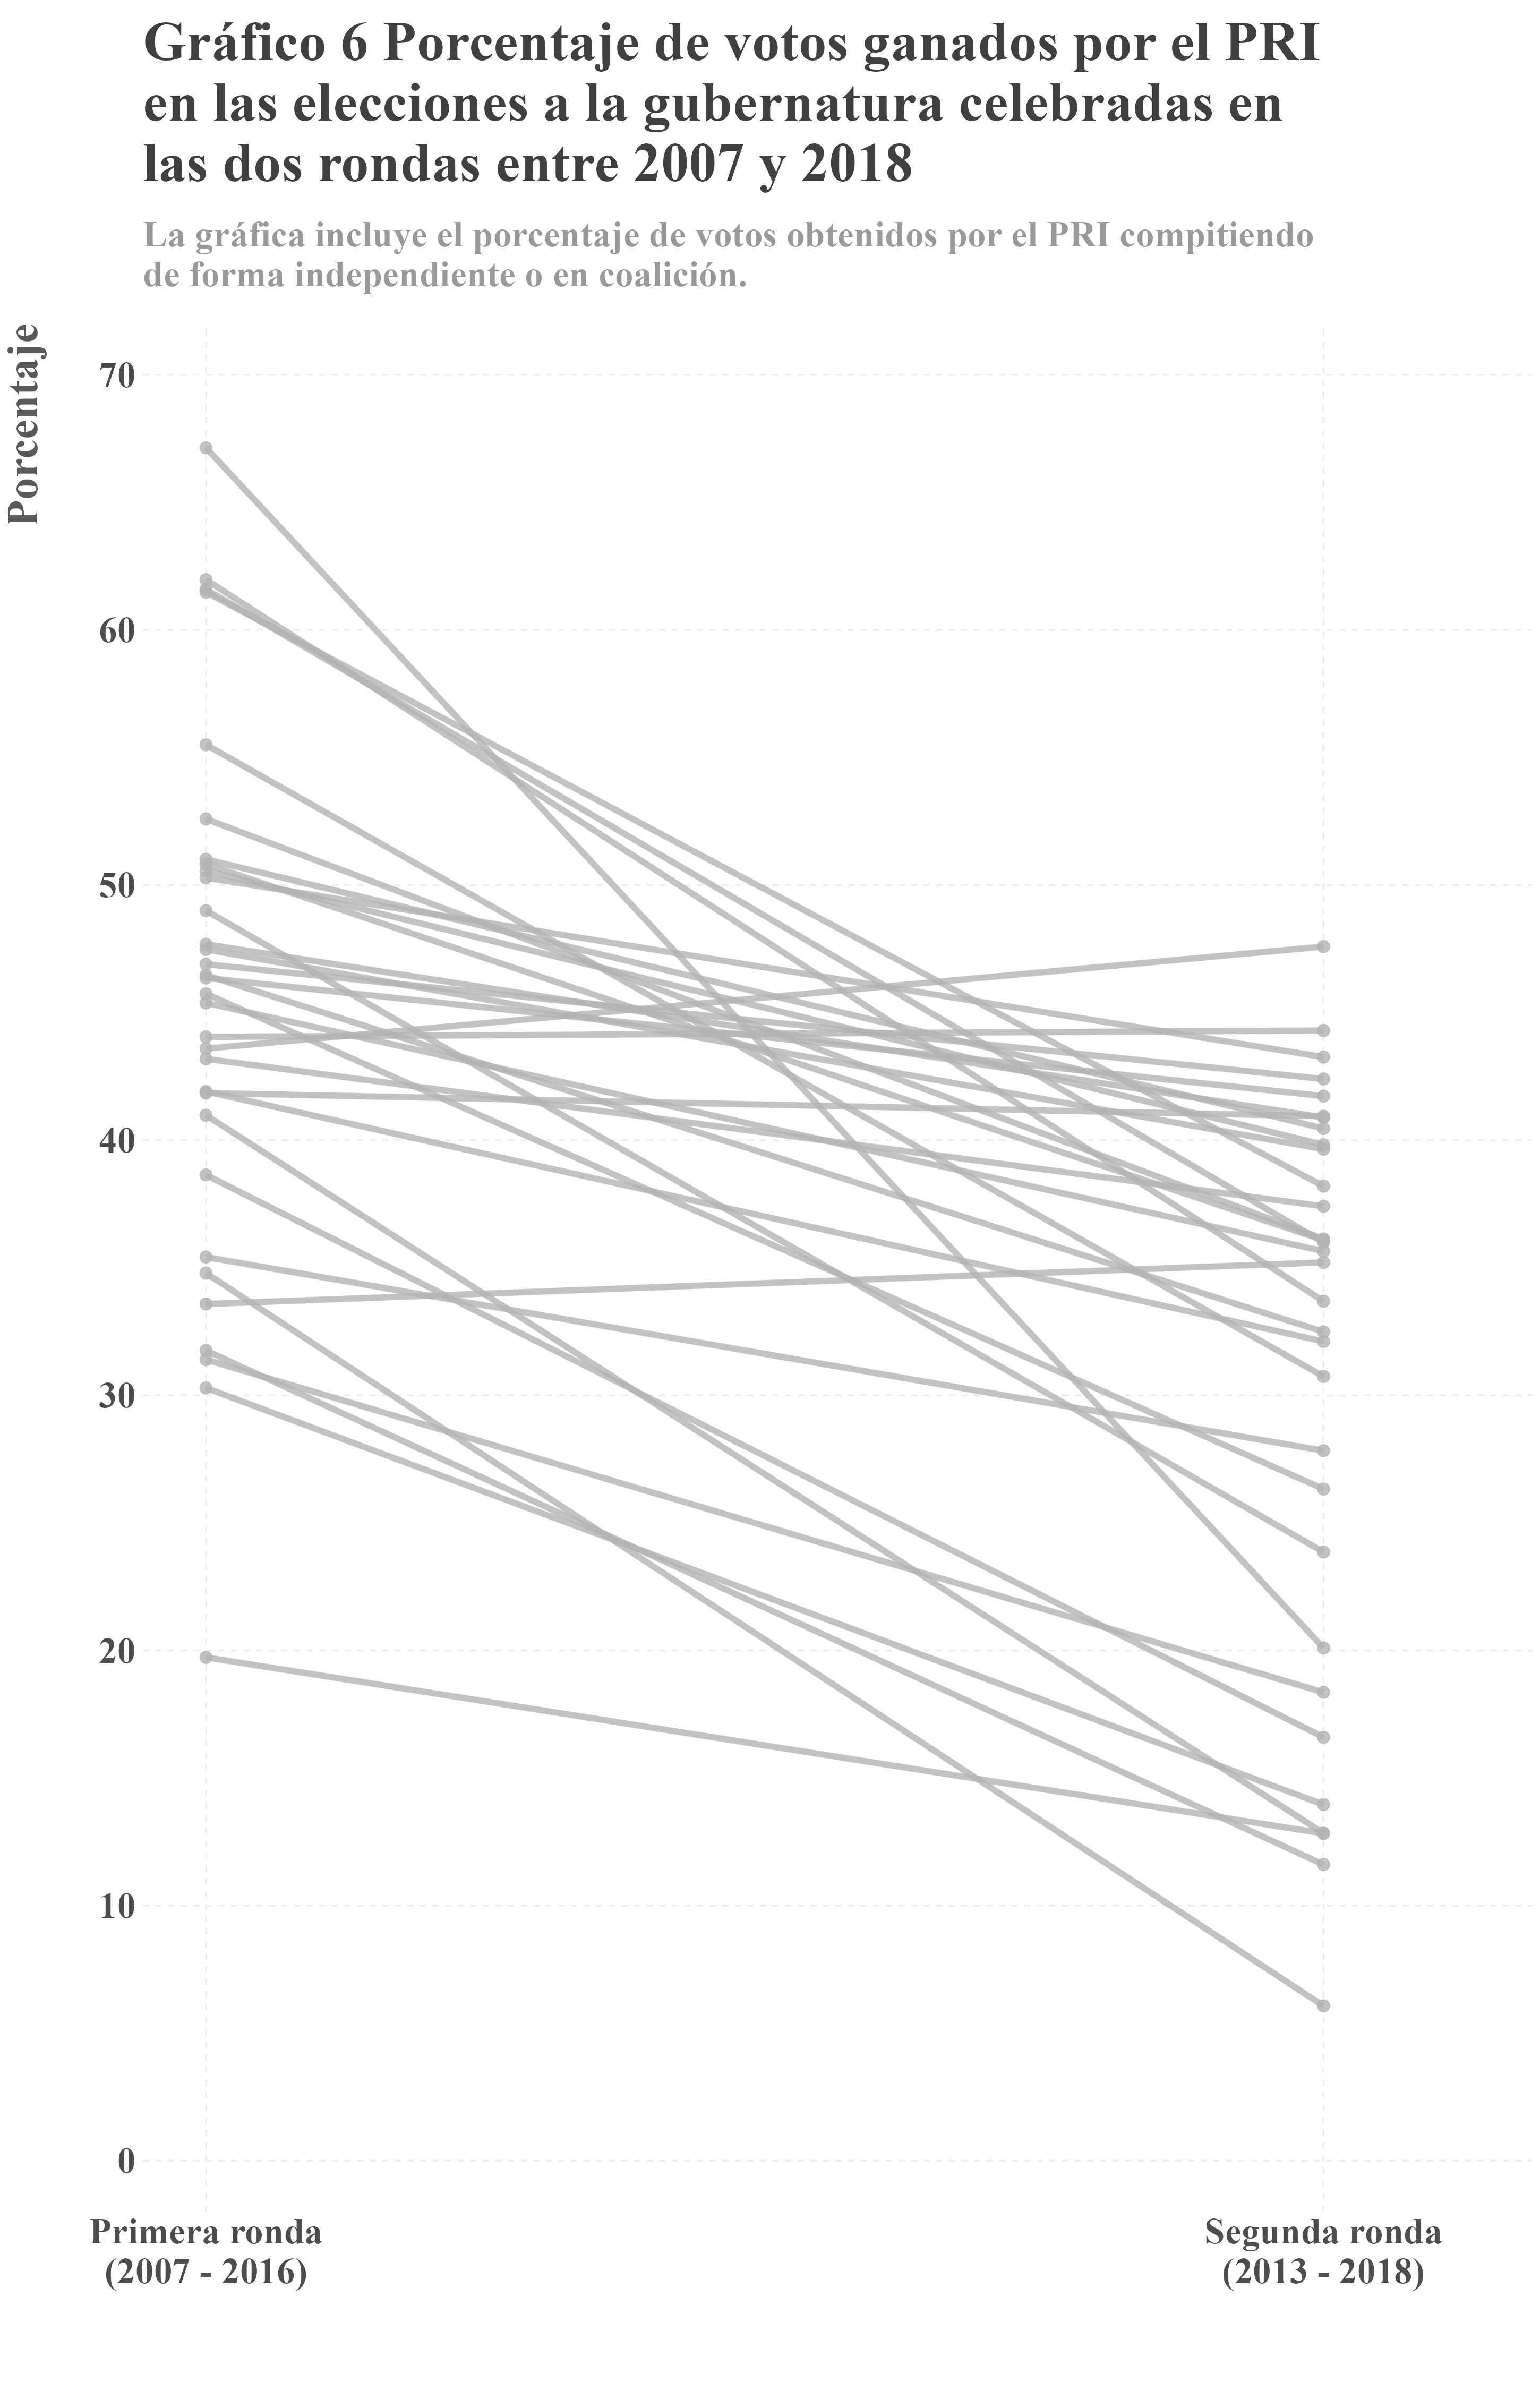 Gráfico 6 Porcentaje de votos ganados por el PRI
en las elecciones a la gubernatura celebradas en
las dos rondas entre 2007 y 2018
La gráfica incluye el porcentaje de votos obtenidos por el PRI compitiendo
de forma independiente o en coalición.
Porcentaje
70
60
50
40
30
20
10
0
Primera ronda
(2007 - 2016)
Segunda ronda
(2013 - 2018)